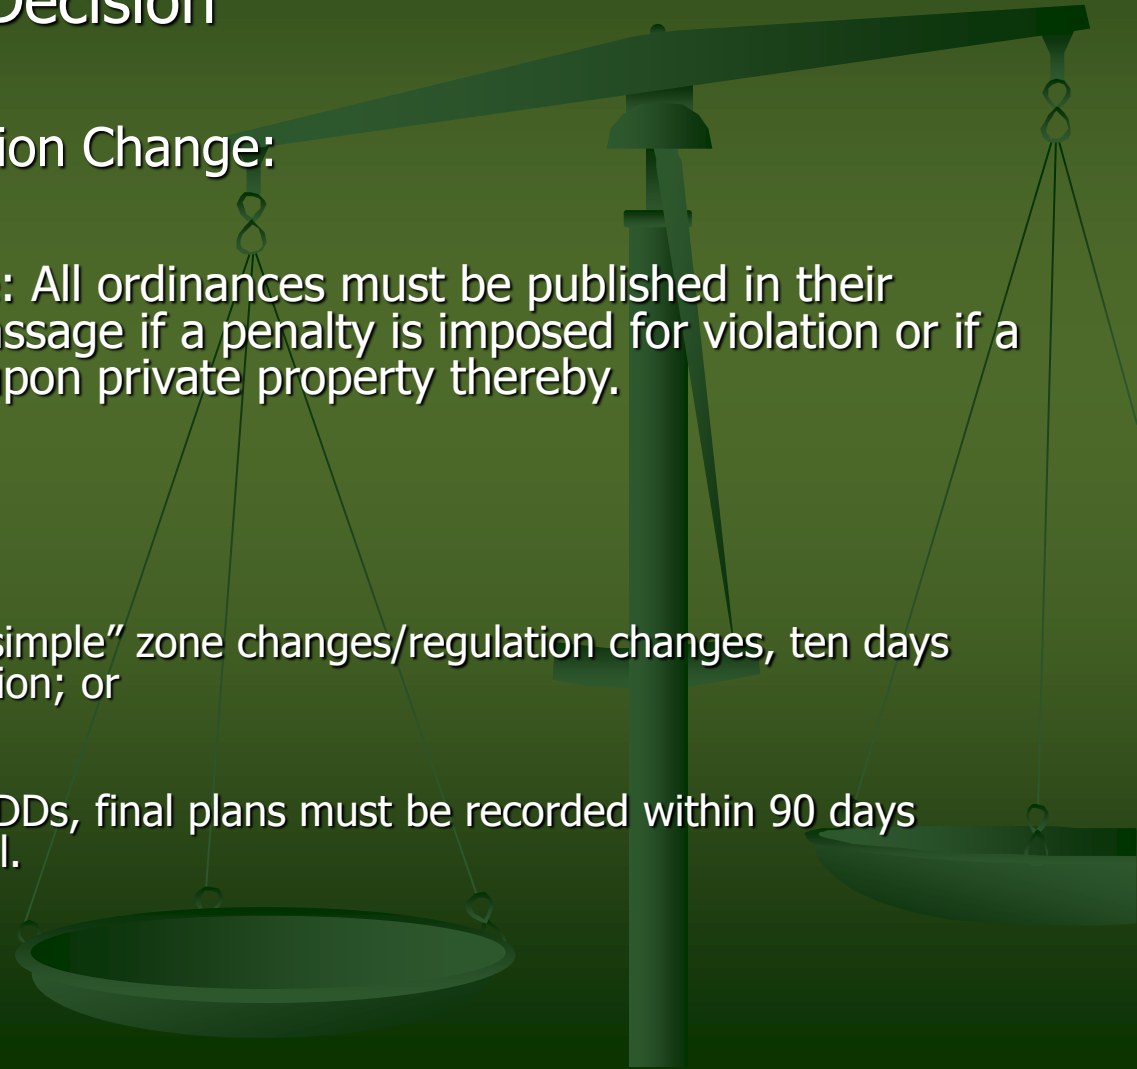 Decision
ion Change:
: All ordinances must be published in their
assage if a penalty is imposed for violation or if a
upon private property thereby.
simple” zone changes/regulation changes, ten days
ion; or
DDs, final plans must be recorded within 90 days
l.